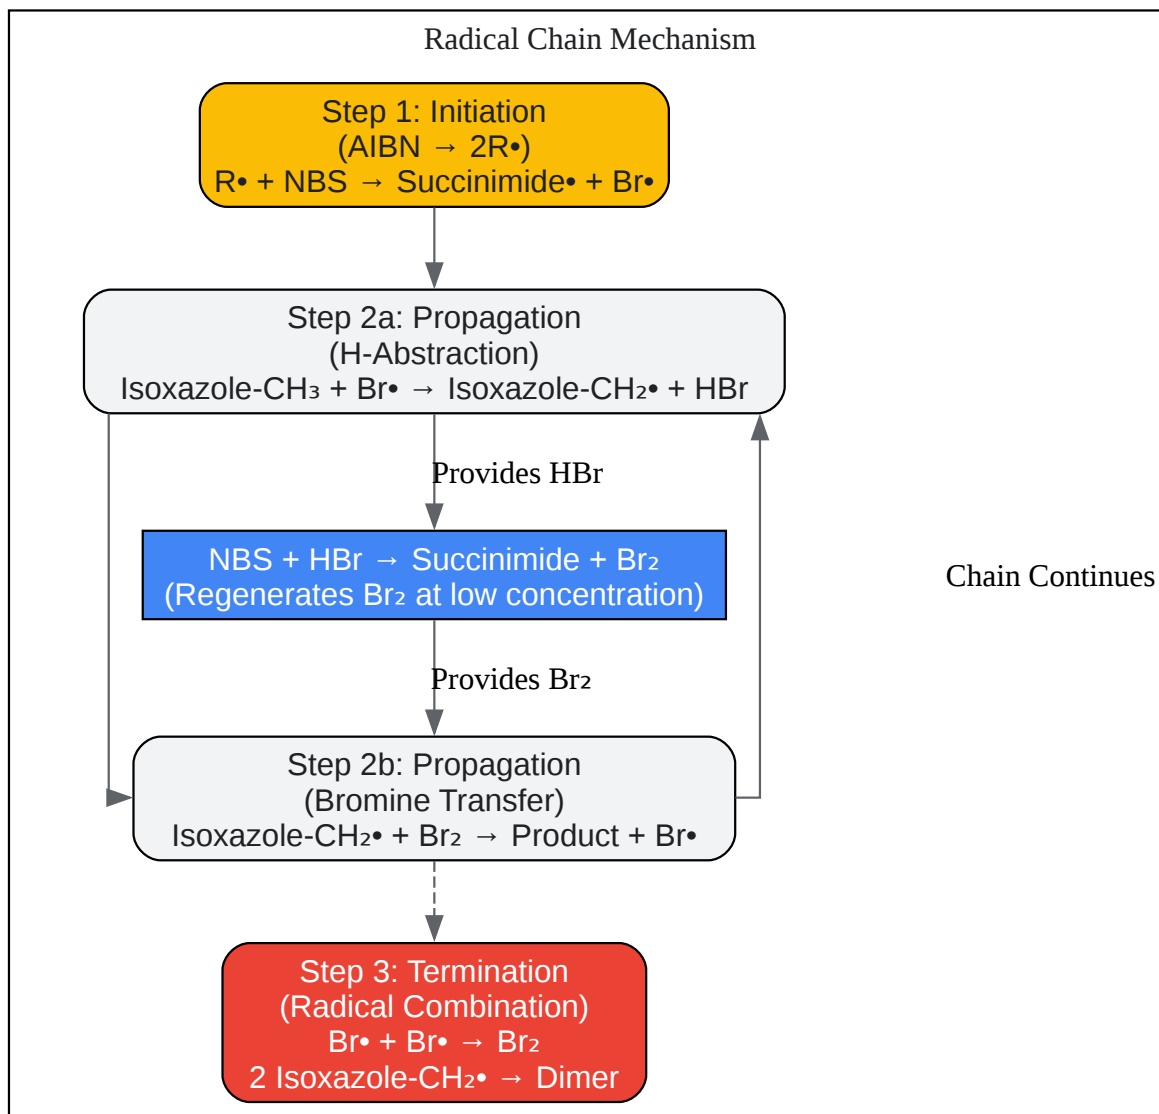 Radical Chain Mechanism
Step 1: Initiation
(AIBN → 2R•)
R• + NBS → Succinimide• + Br•
Step 2a: Propagation
(H-Abstraction)
Isoxazole-CH₃ + Br• → Isoxazole-CH₂• + HBr
Provides HBr
NBS + HBr → Succinimide + Br₂
(Regenerates Br₂ at low concentration)
Chain Continues
Provides Br₂
Step 2b: Propagation
(Bromine Transfer)
Isoxazole-CH₂• + Br₂ → Product + Br•
Step 3: Termination
(Radical Combination)
Br• + Br• → Br₂
2 Isoxazole-CH₂• → Dimer